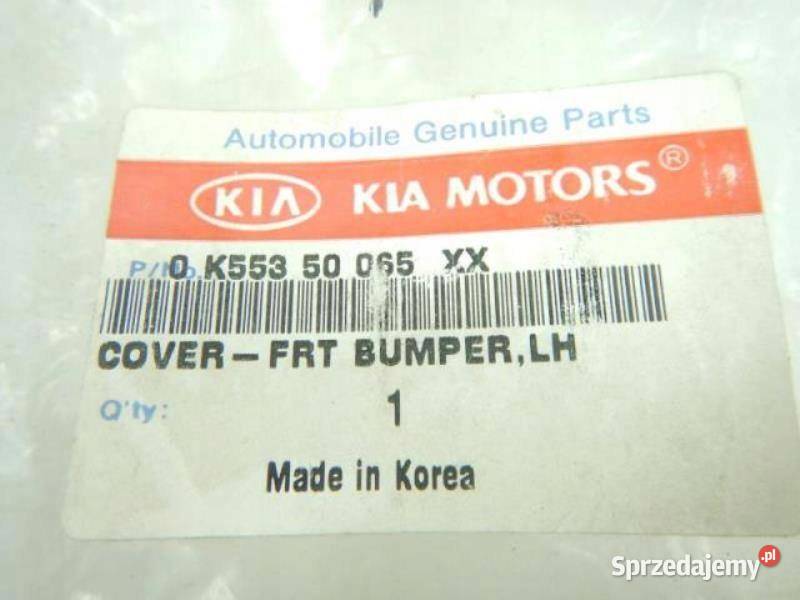 Automobile Genuine Parts
KIA KIA MOTORS®
P/No. 0 K553 50 065 XX
COVER-FRT BUMPER,LH
Q'ty: 1
Made in Korea
Sprzedajemy.pl